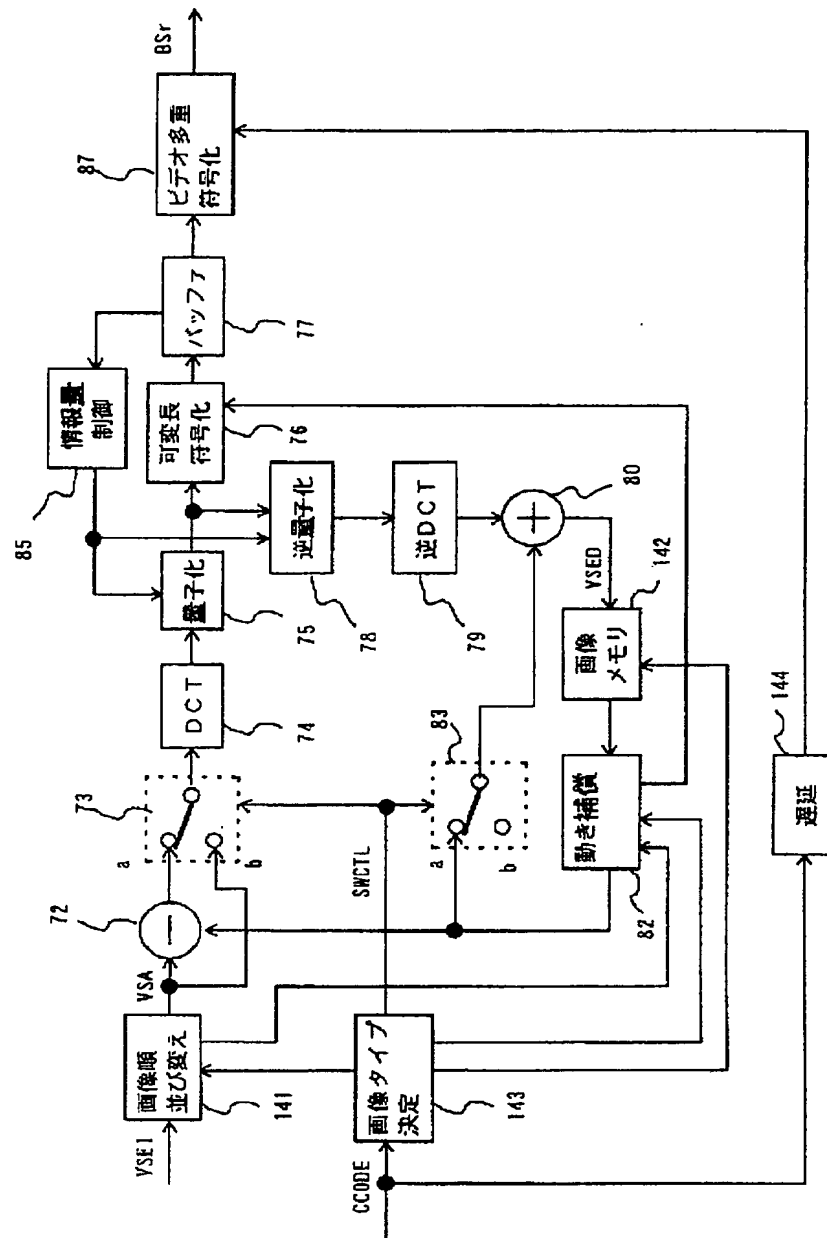 VSE1
画像順
並び変え
141
VSA
72
a
b
73
DCT
74
量子化
75
情報量
制御
85
可変長
符号化
76
バッファ
77
ビデオ多重
符号化
87
BSr
逆量子化
78
逆DCT
79
80
VSED
画像
メモリ
142
動き補償
82
a
b
83
SWCTL
CCODE
画像タイプ
決定
143
遅延
144